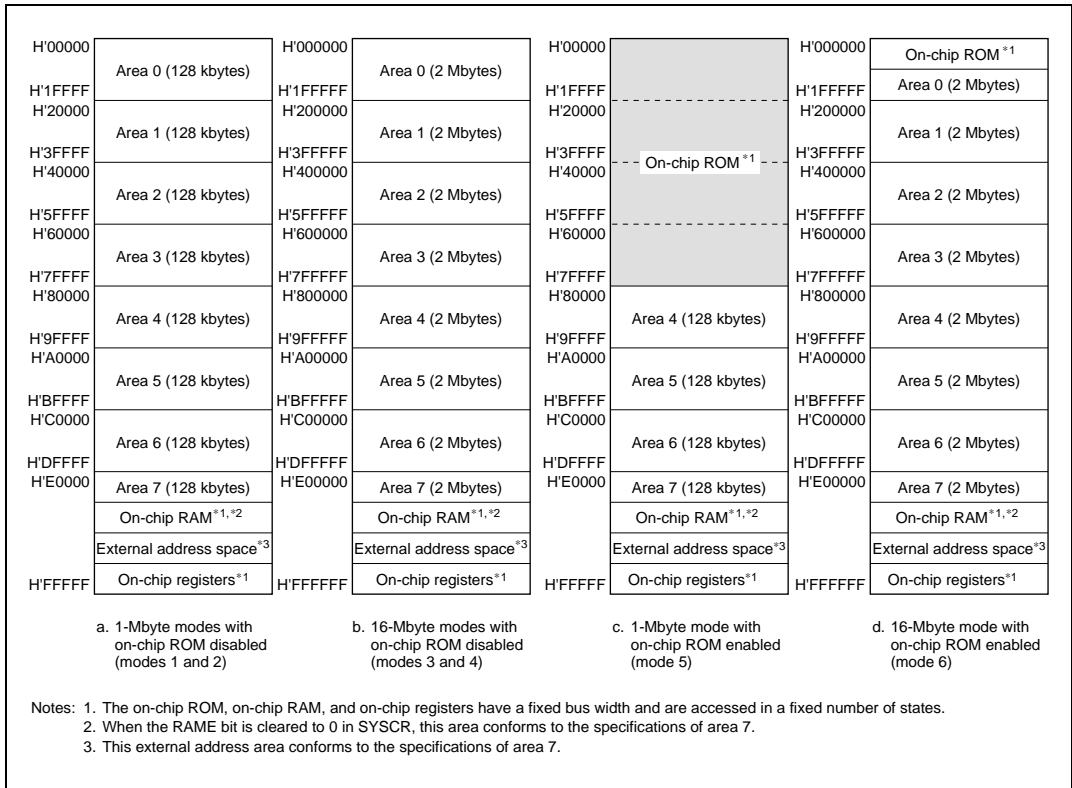 H'00000
Area 0 (128 kbytes)
H'1FFFF
H'20000
Area 1 (128 kbytes)
H'3FFFF
H'40000
Area 2 (128 kbytes)
H'5FFFF
H'60000
Area 3 (128 kbytes)
H'7FFFF
H'80000
Area 4 (128 kbytes)
H'9FFFF
H'A0000
Area 5 (128 kbytes)
H'BFFFF
H'C0000
Area 6 (128 kbytes)
H'DFFFF
H'E0000
Area 7 (128 kbytes)
On-chip RAM*1,*2
External address space*3
On-chip registers*1
H'FFFFF
a. 1-Mbyte modes with
on-chip ROM disabled
(modes 1 and 2)
H'000000
Area 0 (2 Mbytes)
H'1FFFFF
H'200000
Area 1 (2 Mbytes)
H'3FFFFF
H'400000
Area 2 (2 Mbytes)
H'5FFFFF
H'600000
Area 3 (2 Mbytes)
H'7FFFFF
H'800000
Area 4 (2 Mbytes)
H'9FFFFF
H'A00000
Area 5 (2 Mbytes)
H'BFFFFF
H'C00000
Area 6 (2 Mbytes)
H'DFFFFF
H'E00000
Area 7 (2 Mbytes)
On-chip RAM*1,*2
External address space*3
On-chip registers*1
H'FFFFFF
b. 16-Mbyte modes with
on-chip ROM disabled
(modes 3 and 4)
H'00000
H'1FFFF
H'20000
H'3FFFF
On-chip ROM*1
H'40000
H'5FFFF
H'60000
H'7FFFF
H'80000
Area 4 (128 kbytes)
H'9FFFF
H'A0000
Area 5 (128 kbytes)
H'BFFFF
H'C0000
Area 6 (128 kbytes)
H'DFFFF
H'E0000
Area 7 (128 kbytes)
On-chip RAM*1,*2
External address space*3
On-chip registers*1
H'FFFFF
c. 1-Mbyte mode with
on-chip ROM enabled
(mode 5)
H'000000
On-chip ROM*1
Area 0 (2 Mbytes)
H'1FFFFF
H'200000
Area 1 (2 Mbytes)
H'3FFFFF
H'400000
Area 2 (2 Mbytes)
H'5FFFFF
H'600000
Area 3 (2 Mbytes)
H'7FFFFF
H'800000
Area 4 (2 Mbytes)
H'9FFFFF
H'A00000
Area 5 (2 Mbytes)
H'BFFFFF
H'C00000
Area 6 (2 Mbytes)
H'DFFFFF
H'E00000
Area 7 (2 Mbytes)
On-chip RAM*1,*2
External address space*3
On-chip registers*1
H'FFFFFF
d. 16-Mbyte mode with
on-chip ROM enabled
(mode 6)
Notes: 1. The on-chip ROM, on-chip RAM, and on-chip registers have a fixed bus width and are accessed in a fixed number of states.
2. When the RAME bit is cleared to 0 in SYSCR, this area conforms to the specifications of area 7.
3. This external address area conforms to the specifications of area 7.